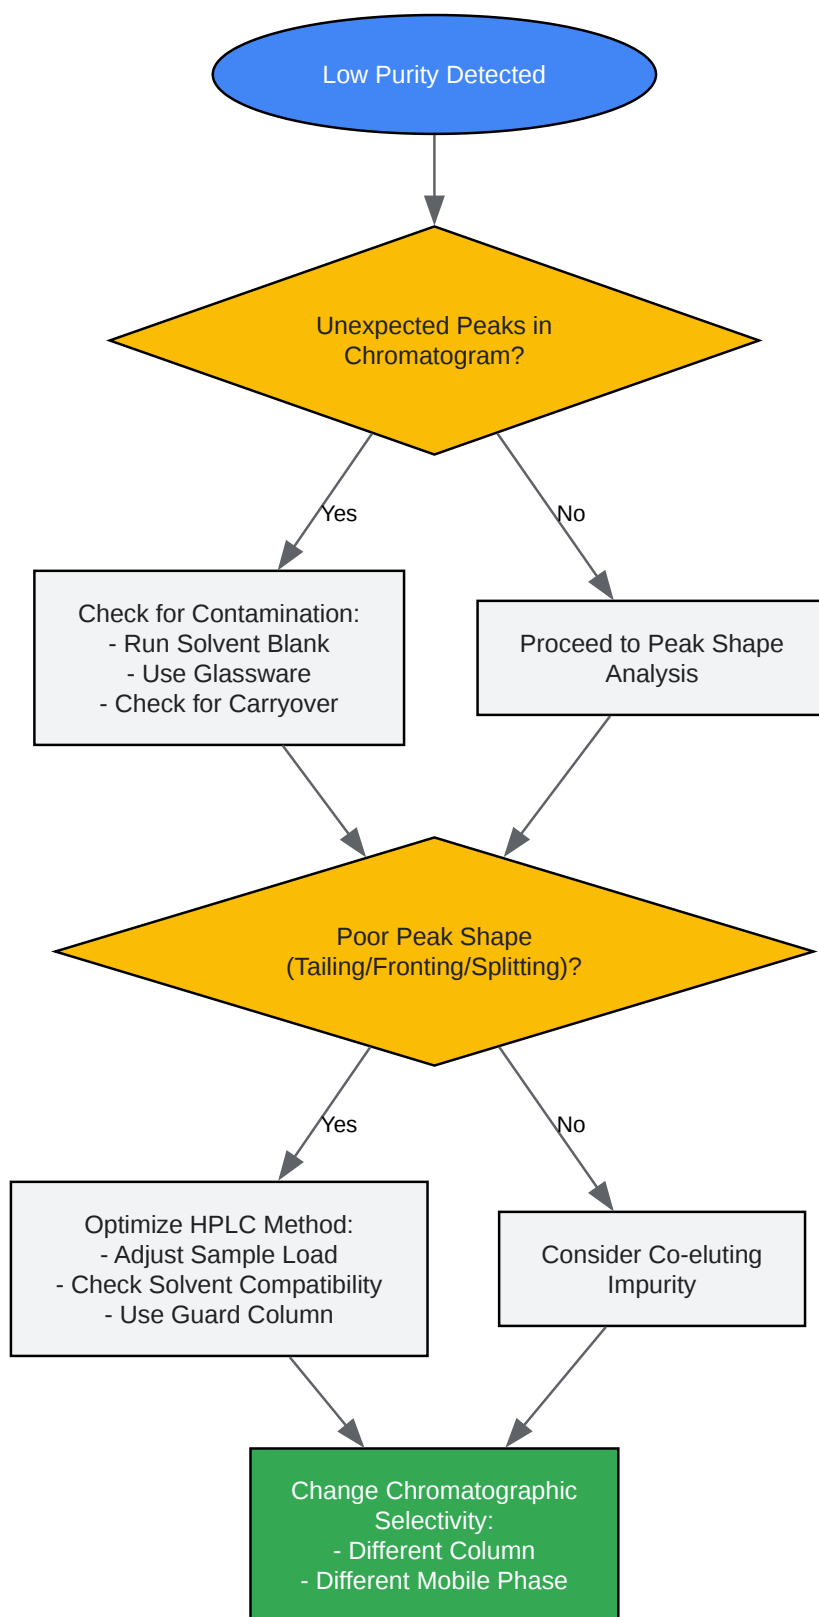 Low Purity Detected
Unexpected Peaks in
Chromatogram?
Yes
No
Check for Contamination:
- Run Solvent Blank
- Use Glassware
- Check for Carryover
Proceed to Peak Shape
Analysis
Poor Peak Shape
(Tailing/Fronting/Splitting)?
Yes
No
Optimize HPLC Method:
- Adjust Sample Load
- Check Solvent Compatibility
- Use Guard Column
Consider Co-eluting
Impurity
Change Chromatographic
Selectivity:
- Different Column
- Different Mobile Phase